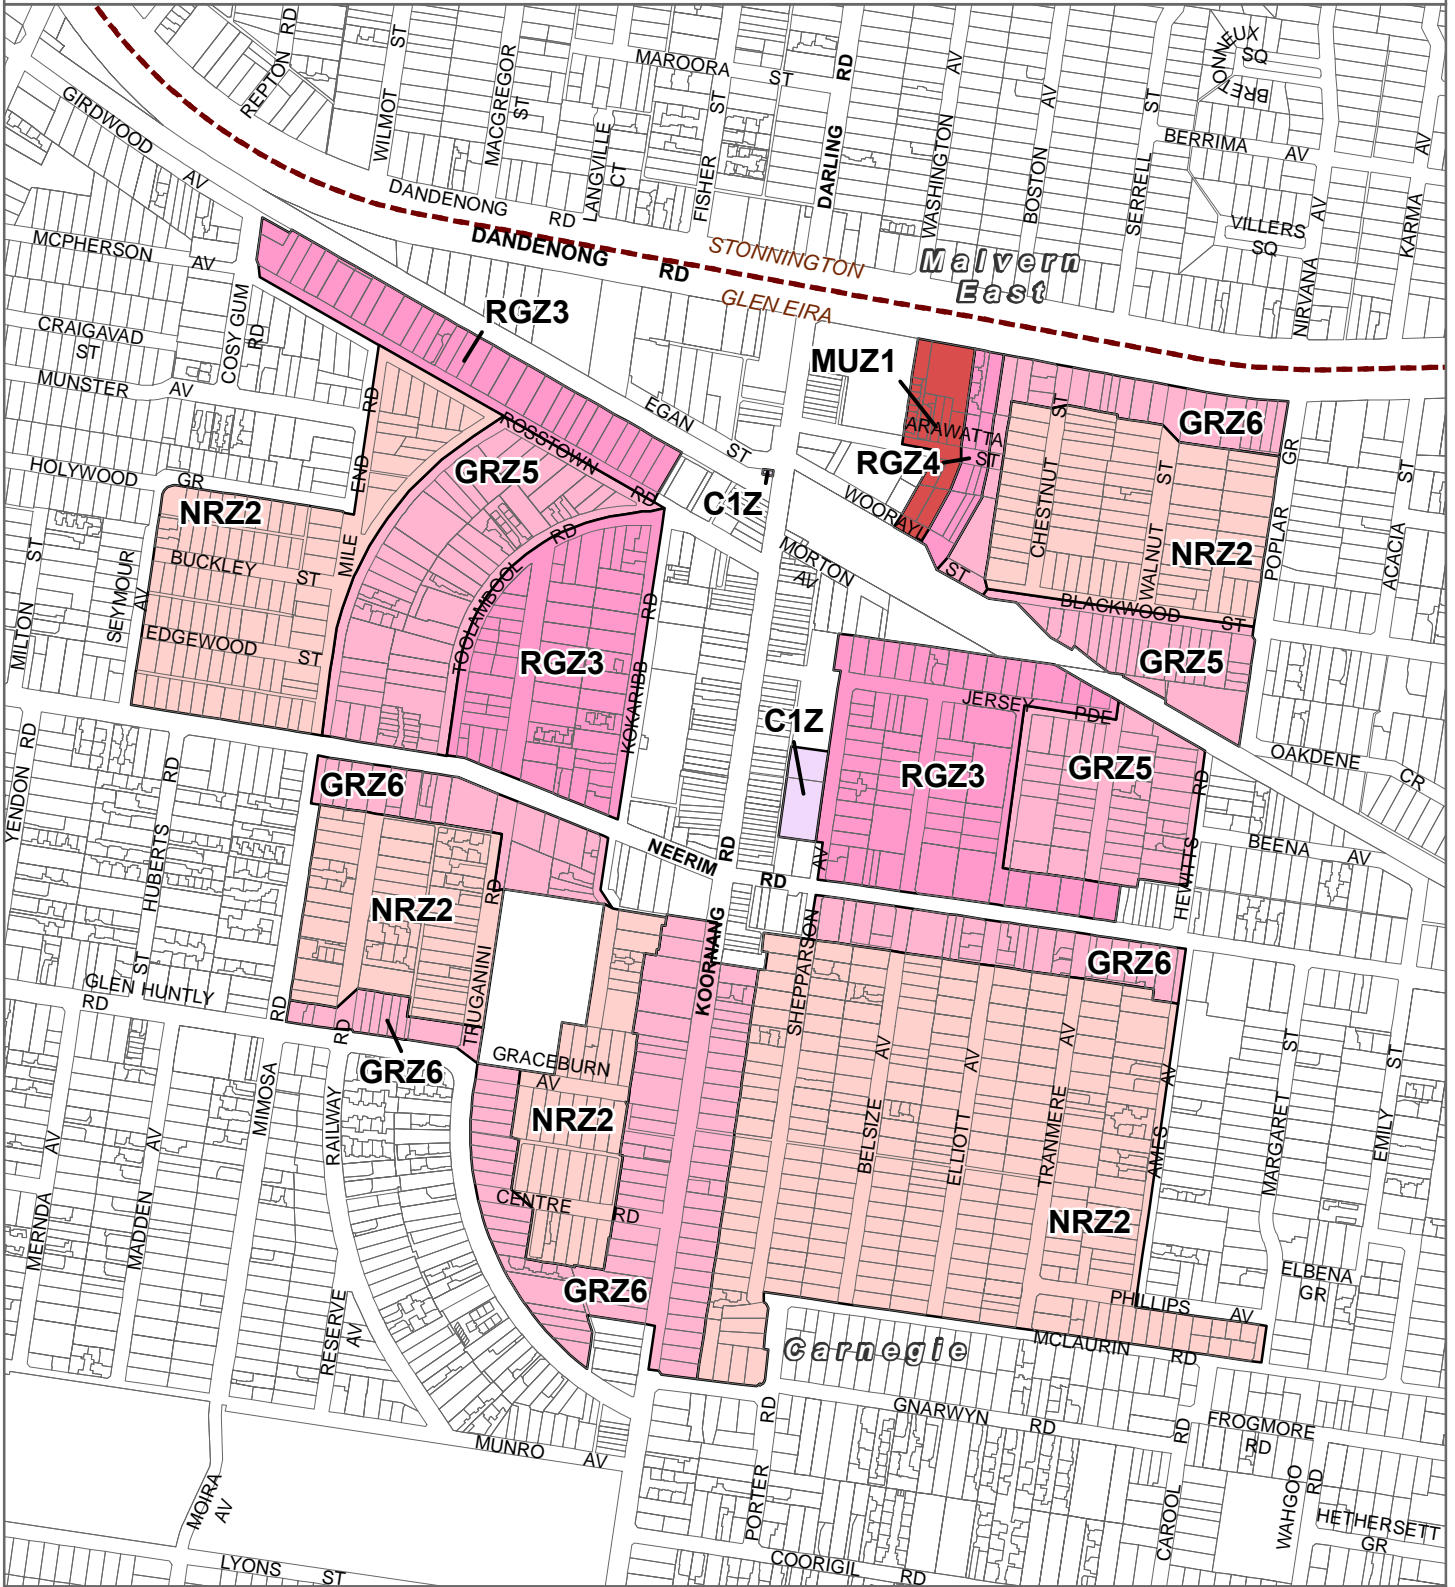 REPTON RD
WILMOT ST
MACGREGOR ST
MAROORA ST
LANGVILLE CT
FISHER ST
DARLING RD
WASHINGTON AV
BOSTON AV
SERRELL ST
BRETONNEUX SQ
BERRIMA AV
VILLERS SQ
NIRVANA AV
KARMA AV
GIRDWOOD AV
DANDENONG RD
DANDENONG RD
STONNINGTON
GLEN EIRA
Malvern East
MCPHERSON AV
COSY GUM RD
CRAIGAVAD ST
MUNSTER AV
HOLYWOOD GR
RGZ3
MUZ1
ARAWATTA ST
RGZ4
GRZ6
EGAN ST
ROSSTOWN RD
GRZ5
C1Z
WOORAYL ST
CHESTNUT ST
WALNUT ST
NRZ2
POPLAR GR
ACACIA ST
NRZ2
MILE END RD
BUCKLEY ST
EDGEWOOD ST
SEYMOUR AV
MILTON ST
TOOLAMBOOL RD
RGZ3
KOKARIBB RD
MORTON AV
BLACKWOOD ST
GRZ5
JERSEY PDE
C1Z
RGZ3
GRZ5
OAKDENE CR
HEWITTS RD
BEENA AV
YENDON RD
HUBERTS RD
GRZ6
NEERIM RD
NRZ2
TRUGANINI RD
KOORNANG RD
SHEPPARSON AV
GRZ6
GLEN HUNTLY RD
ST
MIMOSA RD
RAILWAY RD
GRZ6
GRACEBURN AV
NRZ2
CENTRE RD
GRZ6
BELSIZE AV
ELLIOTT AV
TRANMERE AV
AMES AV
NRZ2
MARGARET ST
EMILY ST
MERNDA AV
MADDEN AV
RESERVE AV
ELBENA GR
PHILLIPS AV
MCLAURIN RD
Carnegie
GNARWYN RD
FROGMORE RD
MUNRO AV
MOIRA AV
PORTER RD
CAROOL RD
WAHGOO RD
HETHERSETT GR
LYONS ST
COORIGIL RD